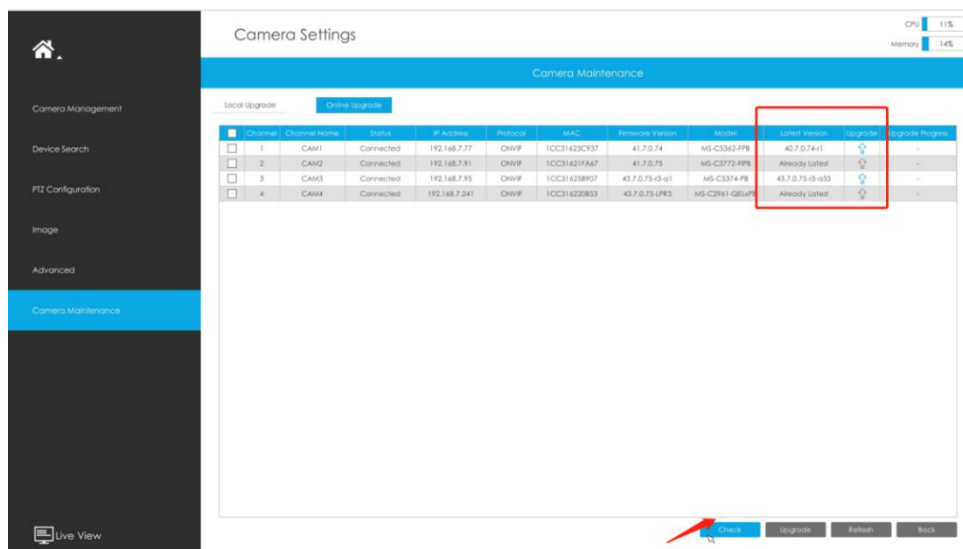 Camera Settings
CPU 11%
Memory 14%
Camera Maintenance
Camera Management
Device Search
PTZ Configuration
Image
Advanced
Camera Maintenance
Local Upgrade Online Upgrade
Channel Channel Name Status IP Address Protocol MAC Firmware Version Model Latest Version Upgrade Upgrade Progress
1 CAM1 Connected 192.168.7.77 ONVIF 1CC31623C937 41.7.0.74 MS-C5362-FPB 40.7.0.74-r1 -
2 CAM2 Connected 192.168.7.91 ONVIF 1CC31621FA67 41.7.0.75 MS-C3772-FIPB Already Latest -
3 CAM3 Connected 192.168.7.95 ONVIF 1CC316258907 43.7.0.75-r3-a1 MS-C5374-PB 43.7.0.75-r3-a33 -
4 CAM4 Connected 192.168.7.241 ONVIF 1CC316220853 43.7.0.75-LPR3 Already Latest -
Live View
Check Upgrade Refresh Back